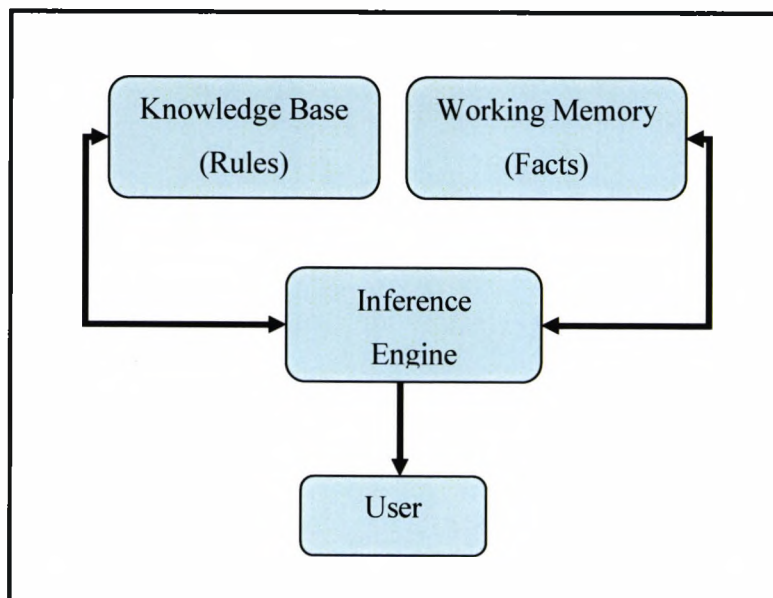 Knowledge Base
(Rules)
Working Memory
(Facts)
Inference
Engine
User